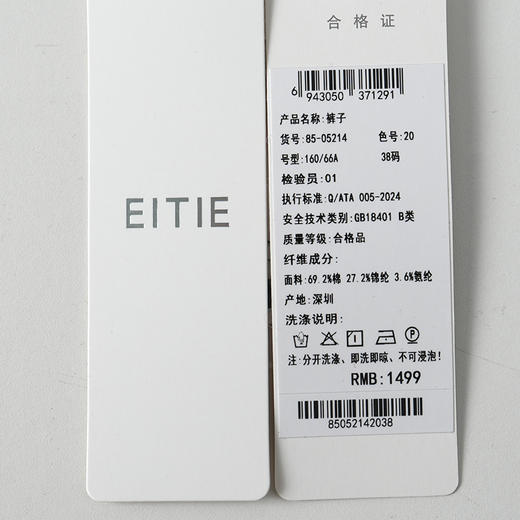 EITIE
合格证
6 943050 371291
产品名称:裤子
货号:85-05214 色号:20
号型:160/66A 38码
检验员:01
执行标准:Q/ATA 005-2024
安全技术类别:GB18401 B类
质量等级:合格品
纤维成分:
面料:69.2%棉 27.2%锦纶 3.6%氨纶
产地:深圳
洗涤说明:
注:分开洗涤、即洗即晾、不可浸泡!
RMB:1499
85052142038